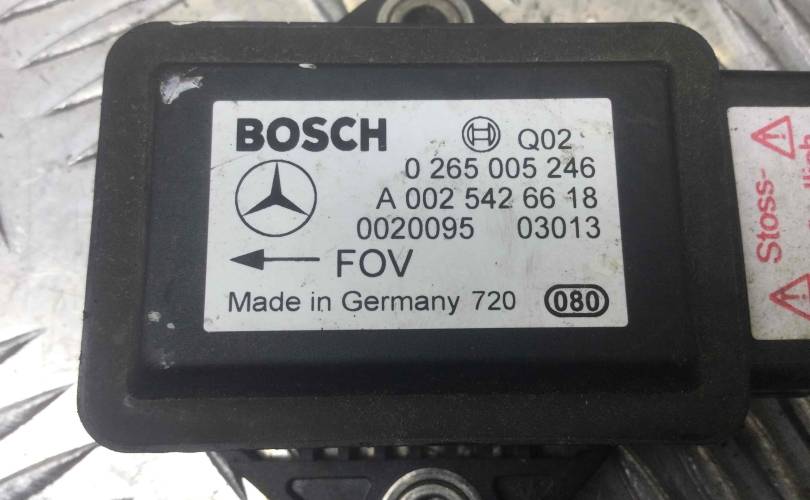 BOSCH Q02
0 265 005 246
A 002 542 66 18
0020095 03013
FOV
Made in Germany 720 080
Stoss-